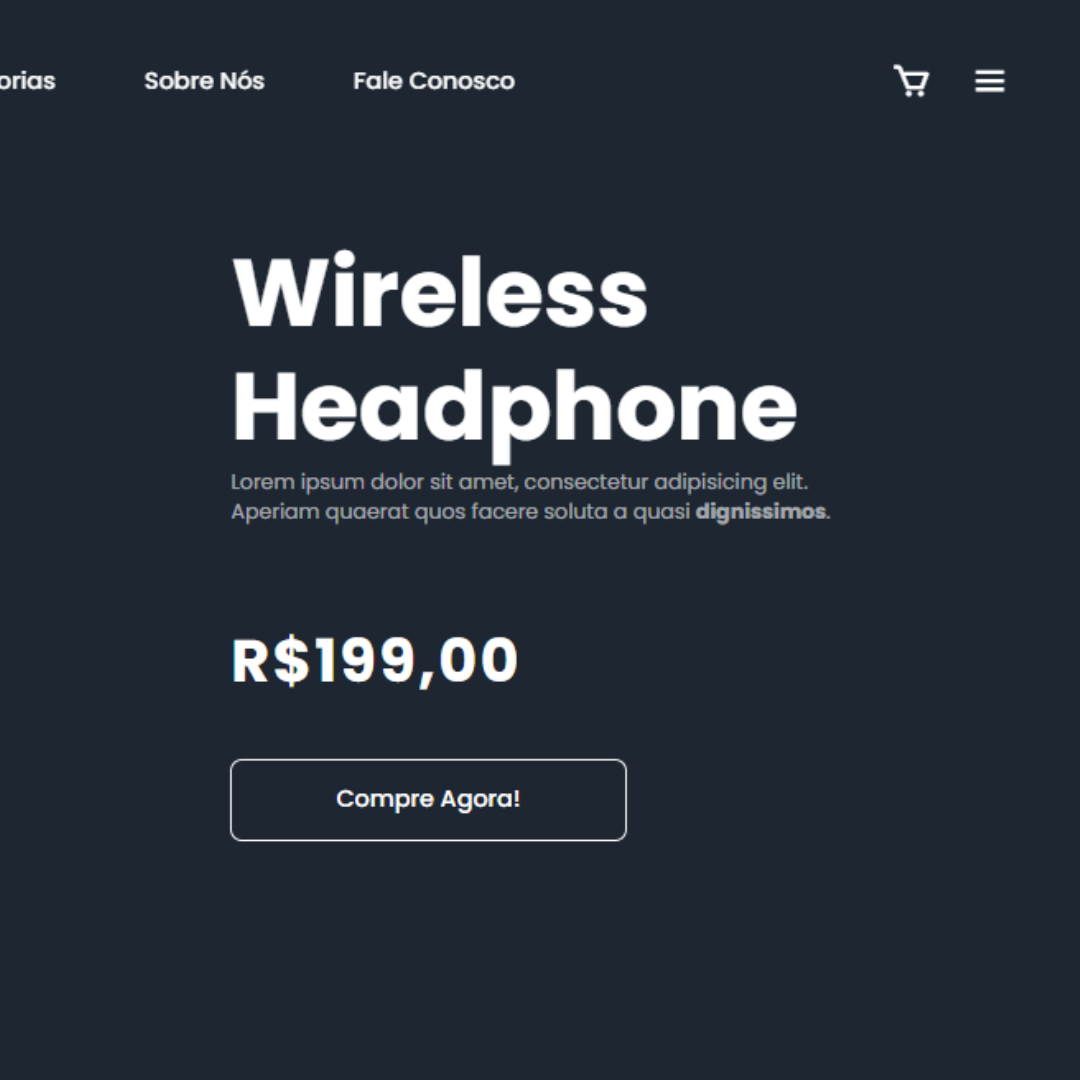 orias Sobre Nós Fale Conosco
Wireless
Headphone
Lorem ipsum dolor sit amet, consectetur adipisicing elit.
Aperiam quaerat quos facere soluta a quasi dignissimos.
R$199,00
Compre Agora!